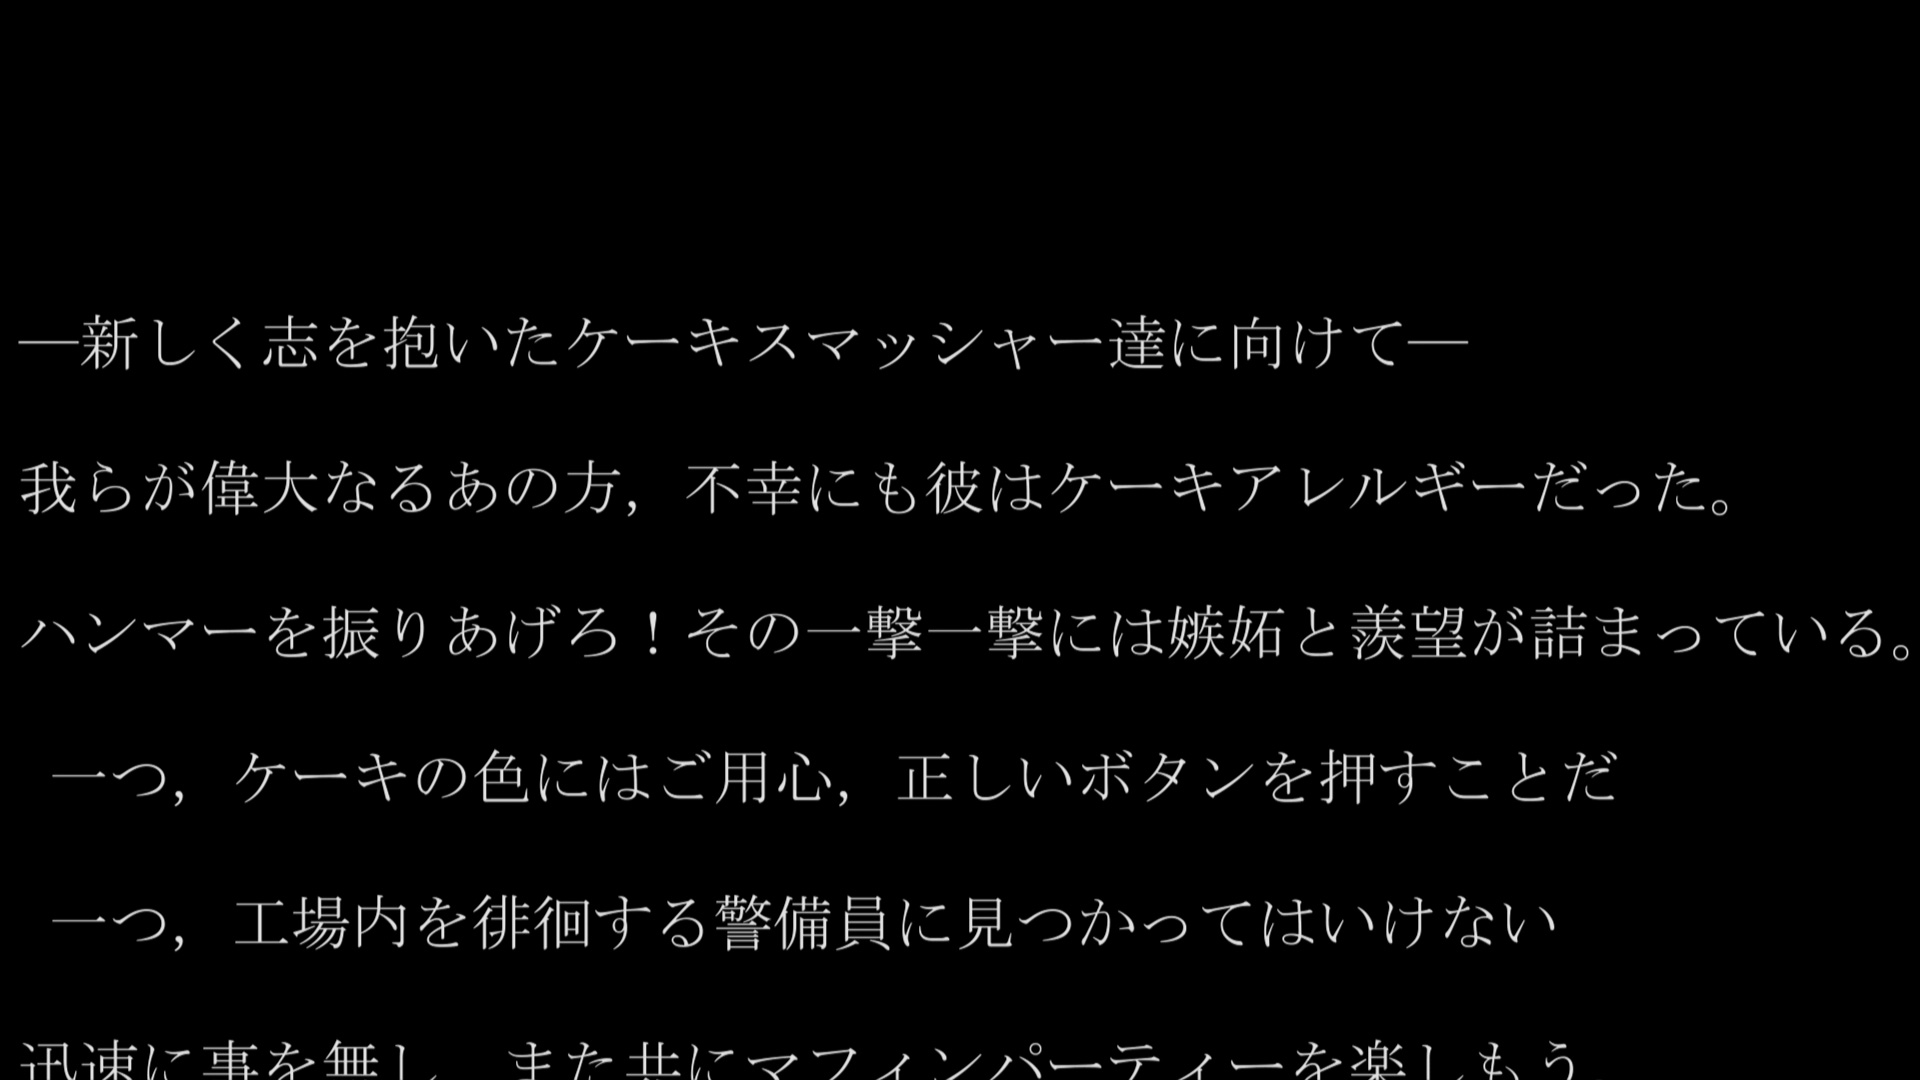 ―新しく志を抱いたケーキスマッシャー達に向けて―
我らが偉大なるあの方，不幸にも彼はケーキアレルギーだった。
ハンマーを振りあげろ！その一撃一撃には嫉妬と羨望が詰まっている。
一つ，ケーキの色にはご用心，正しいボタンを押すことだ
一つ，工場内を徘徊する警備員に見つかってはいけない
迅速に事を無し　また共にマフィンパーティーを楽しもう